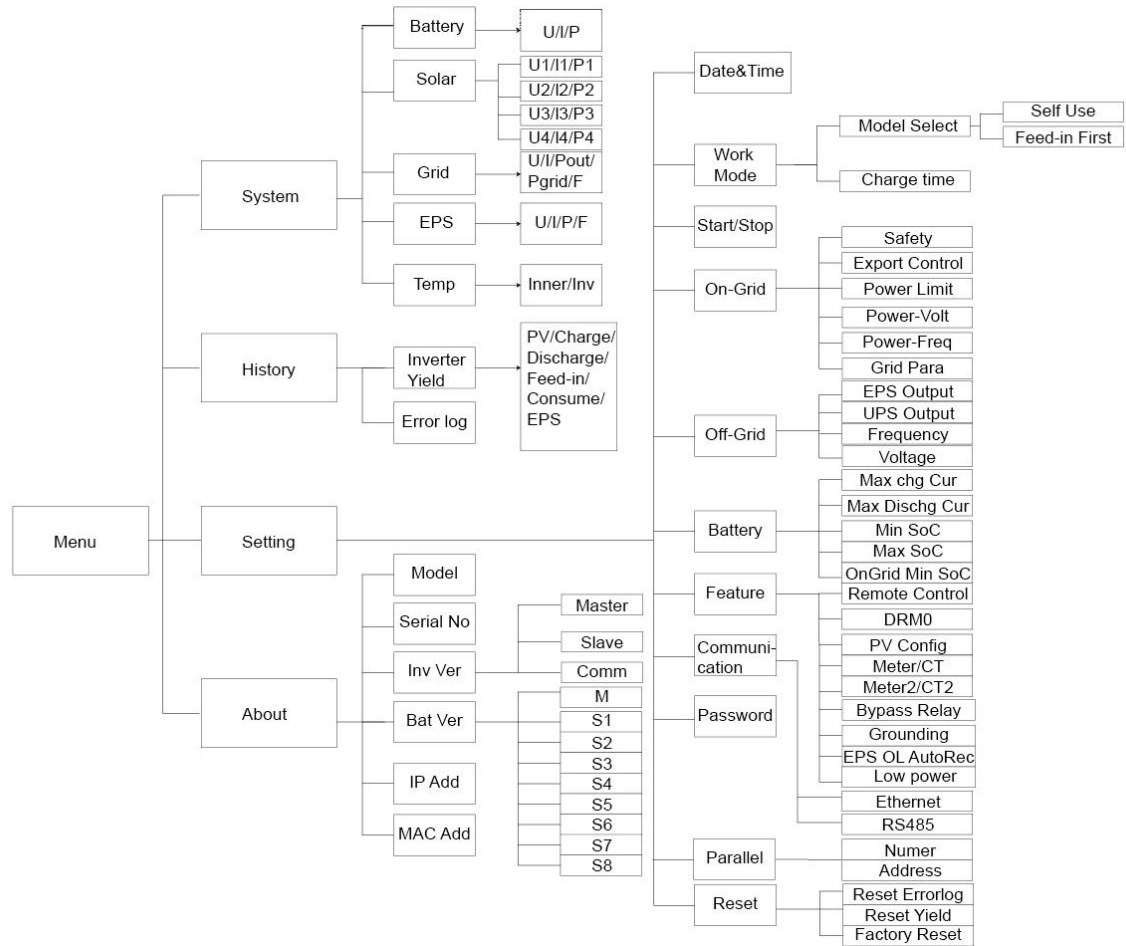 Menu
System
Battery
U/I/P
Solar
U1/I1/P1
U2/I2/P2
U3/I3/P3
U4/I4/P4
Grid
U/I/Pout/
Pgrid/F
EPS
U/I/P/F
Temp
Inner/Inv
History
Inverter
Yield
PV/Charge/
Discharge/
Feed-in/
Consume/
EPS
Error log
Setting
Date&Time
Work
Mode
Model Select
Self Use
Feed-in First
Charge time
Start/Stop
On-Grid
Safety
Export Control
Power Limit
Power-Volt
Power-Freq
Grid Para
Off-Grid
EPS Output
UPS Output
Frequency
Voltage
Battery
Max chg Cur
Max Dischg Cur
Min SoC
Max SoC
OnGrid Min SoC
Feature
Remote Control
DRM0
PV Config
Meter/CT
Meter2/CT2
Bypass Relay
Grounding
EPS OL AutoRec
Low power
Communi-
cation
Ethernet
RS485
Password
Parallel
Numer
Address
Reset
Reset Errorlog
Reset Yield
Factory Reset
About
Model
Serial No
Inv Ver
Master
Slave
Comm
Bat Ver
M
S1
S2
S3
S4
S5
S6
S7
S8
IP Add
MAC Add